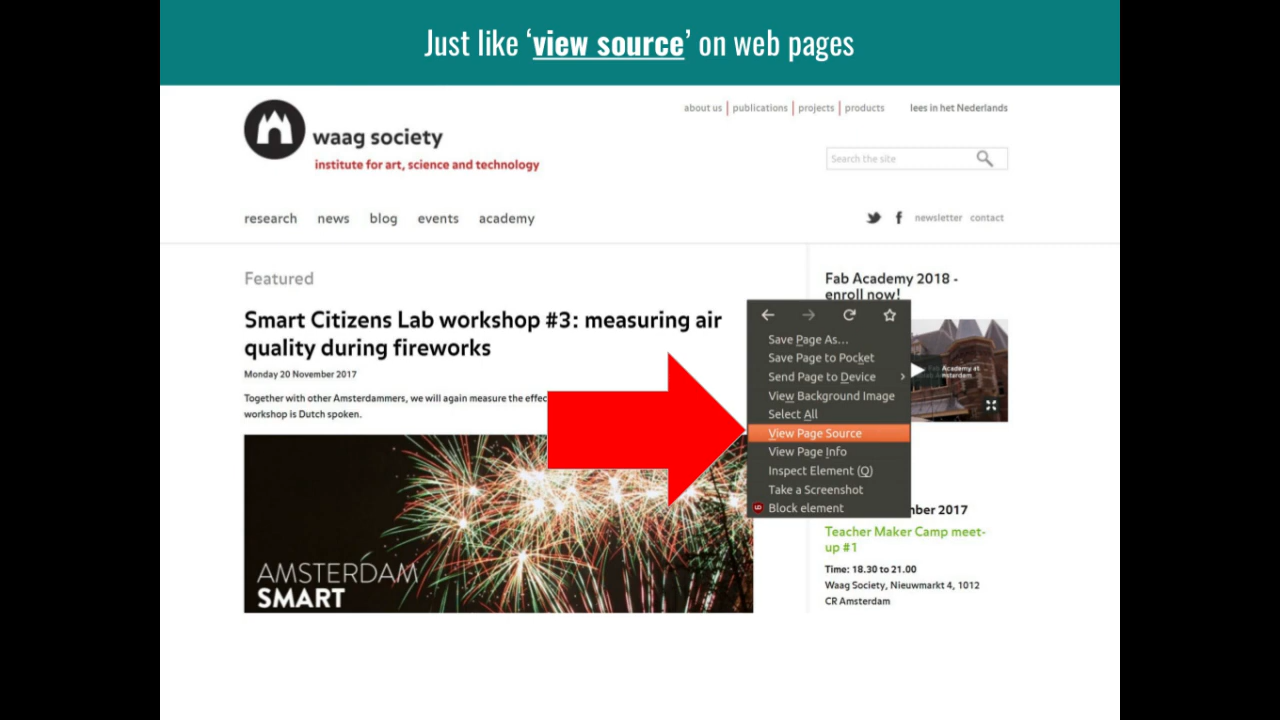 Just like ‘view source’ on web pages
about us | publications | projects | products
lees in het Nederlands
waag society
institute for art, science and technology
Search the site
research news blog events academy
newsletter contact
Featured
Fab Academy 2018 -
enroll now!
Smart Citizens Lab workshop #3: measuring air
quality during fireworks
Monday 20 November 2017
Together with other Amsterdammers, we will again measure the
workshop is Dutch spoken.
Save Page As...
Save Page to Pocket
Send Page to Device
View Background Image
Select All
View Page Source
View Page Info
Inspect Element (Q)
Take a Screenshot
Block element
Fab Academy at
Amsterdam
AMSTERDAM
SMART
2017
Teacher Maker Camp meet-
up #1
Time: 18.30 to 21.00
Waag Society, Nieuwmarkt 4, 1012
CR Amsterdam